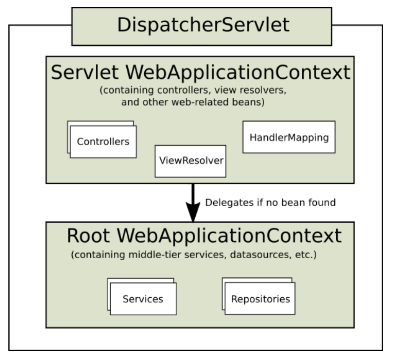 DispatcherServlet
Servlet WebApplicationContext
(containing controllers, view resolvers,
and other web-related beans)
Controllers
ViewResolver
HandlerMapping
Delegates if no bean found
Root WebApplicationContext
(containing middle-tier services, datasources, etc.)
Services
Repositories